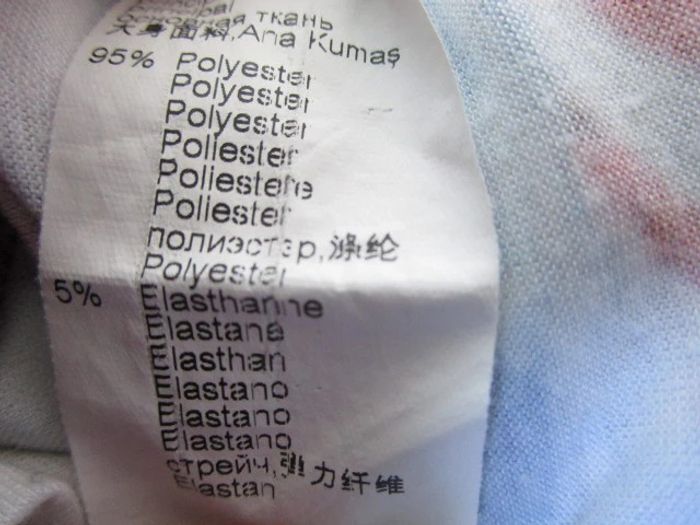 основная ткань
大身面料,Ana Kumaş
95% Polyester
Polyester
Polyester
Poliester
Poliestere
Poliester
полиэстэр,涤纶
Polyester
5% Elasthanne
Elastane
Elasthan
Elastano
Elastano
Elastano
стрейч,弹力纤维
Elastan